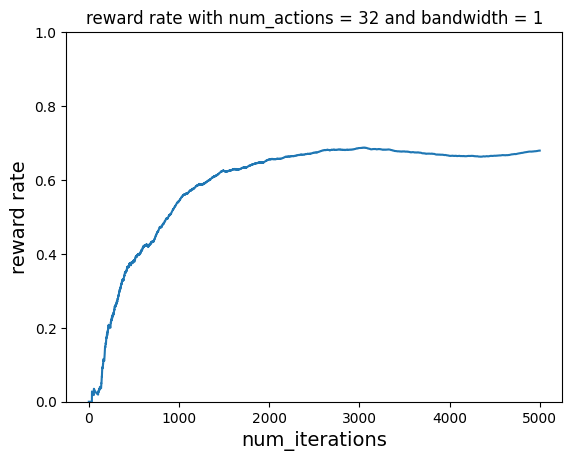 reward rate with num_actions = 32 and bandwidth = 1
1.0
0.8
0.6
0.4
0.2
0.0
reward rate
0 1000 2000 3000 4000 5000
num_iterations